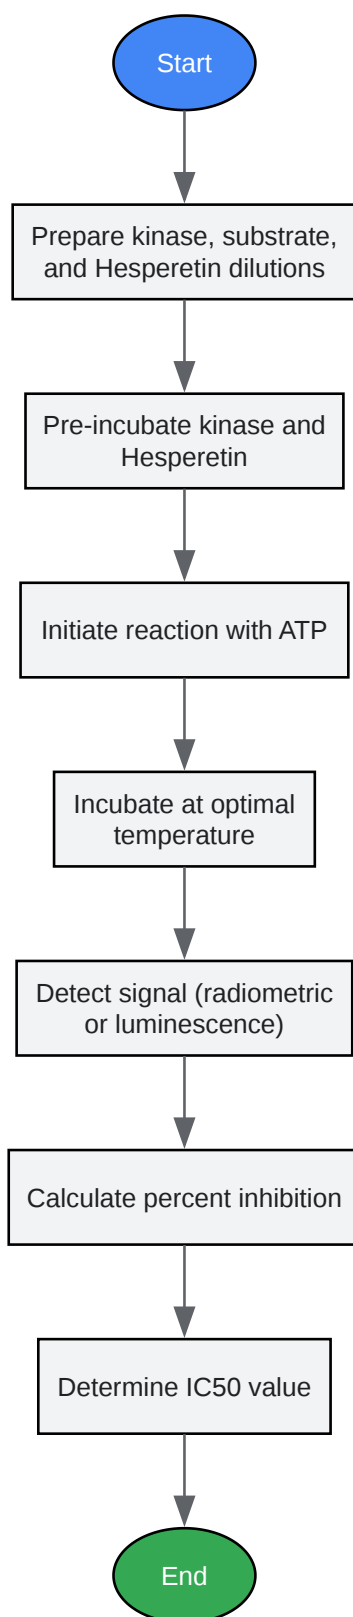 Start
Prepare kinase, substrate,
and Hesperetin dilutions
Pre-incubate kinase and
Hesperetin
Initiate reaction with ATP
Incubate at optimal
temperature
Detect signal (radiometric
or luminescence)
Calculate percent inhibition
Determine IC50 value
End